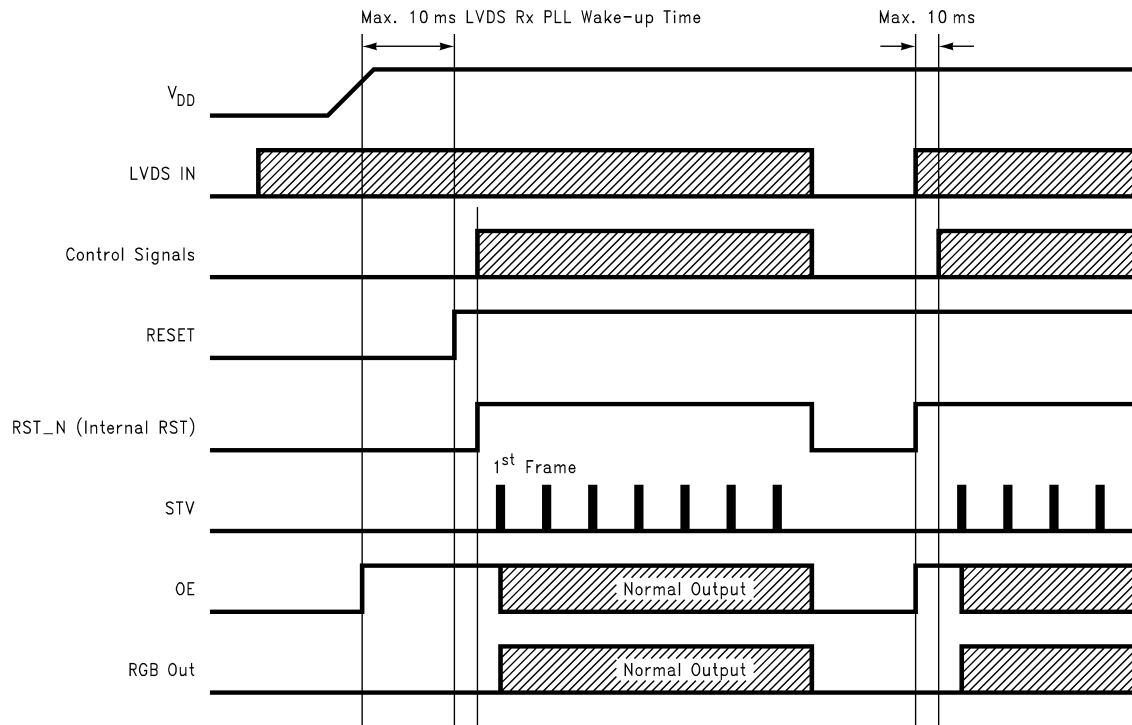 Max. 10 ms LVDS Rx PLL Wake-up Time
Max. 10 ms
VDD
LVDS IN
Control Signals
RESET
RST_N (Internal RST)
1st Frame
STV
OE
Normal Output
RGB Out
Normal Output